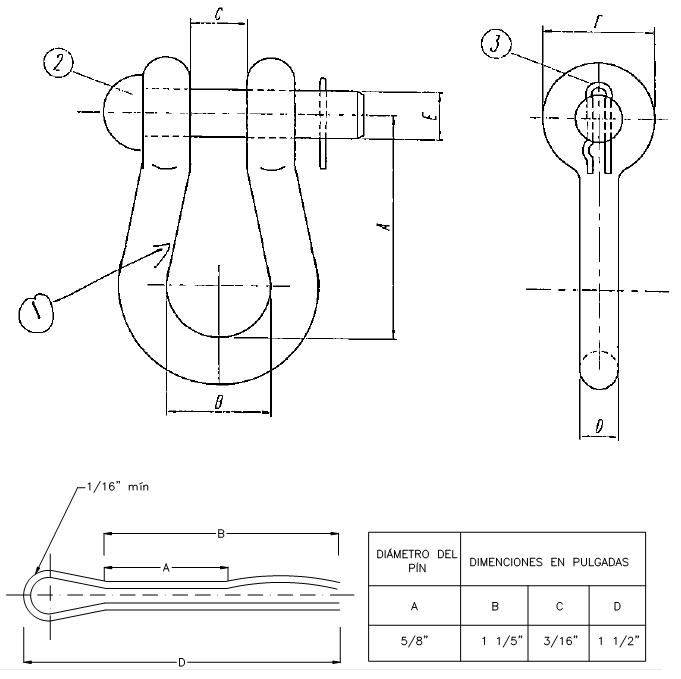 C
F
2
3
E
A
1
B
D
1/16" mín
B
A
D
DIÁMETRO DEL PÍN
DIMENCIONES EN PULGADAS
A B C D
5/8" 1 1/5" 3/16" 1 1/2"